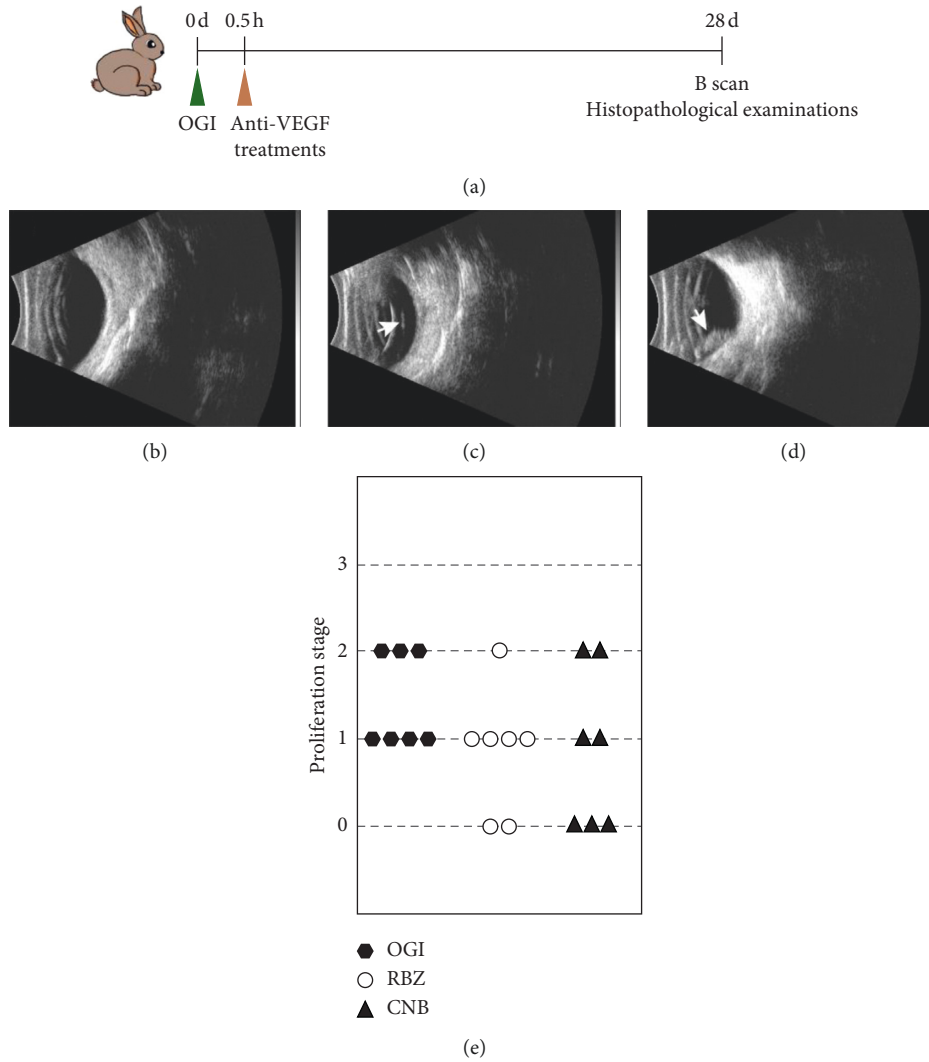 0 d 0.5 h 28 d
OGI Anti-VEGF
treatments
B scan
Histopathological examinations
(a)
(b) (c) (d)
3
2
1
0
Proliferation stage
OGI
RBZ
CNB
(e)